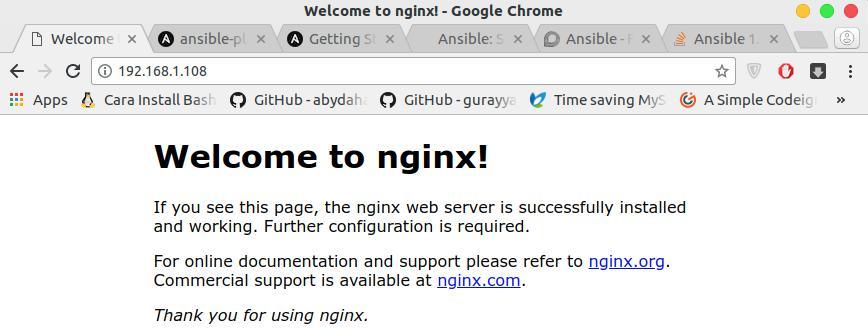 Welcome to nginx! - Google Chrome
Welcome ansible-pl Getting St Ansible: S Ansible - Ansible 1.
192.168.1.108
Apps Cara Install Bash GitHub - abydaha GitHub - gurayya Time saving MyS A Simple Codeig »
Welcome to nginx!
If you see this page, the nginx web server is successfully installed
and working. Further configuration is required.
For online documentation and support please refer to nginx.org.
Commercial support is available at nginx.com.
Thank you for using nginx.